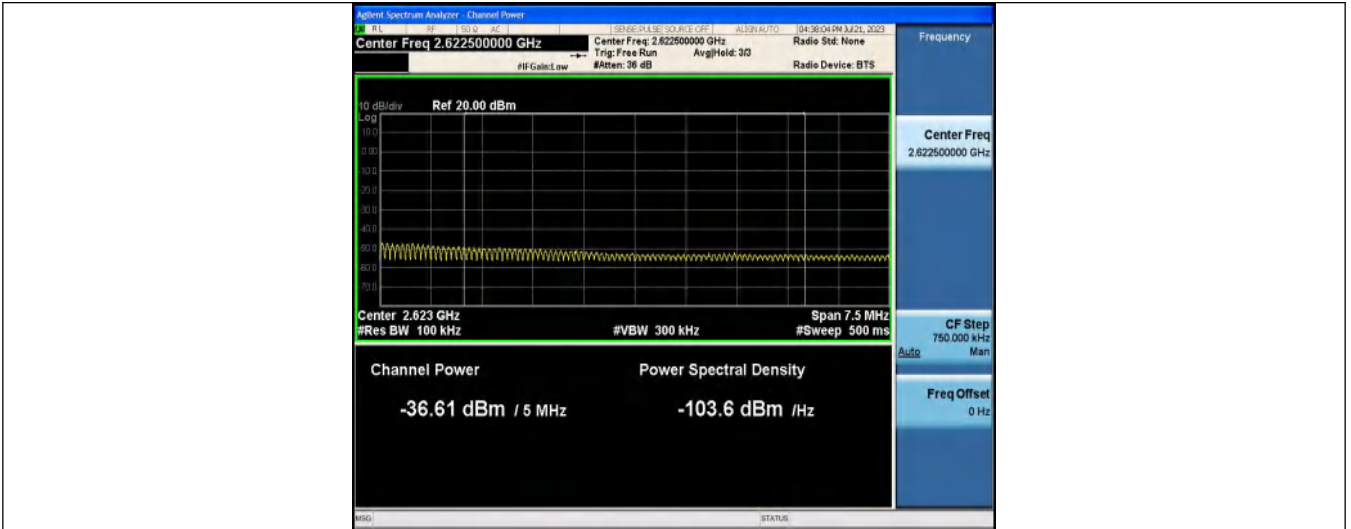 Agilent Spectrum Analyzer - Channel Power
RL RF 50 Ω AC SENSE:PULSE SOURCE OFF ALIGN AUTO 04:38:04 PM Jul 21, 2023
Center Freq 2.622500000 GHz
Center Freq: 2.622500000 GHz
Radio Std: None
Trig: Free Run Avg|Hold: 3/3
#IFGain:Low
#Atten: 36 dB
Radio Device: BTS
10 dB/div Ref 20.00 dBm
Log
10.0
0.00
-10.0
-20.0
-30.0
-40.0
-50.0
-60.0
-70.0
Center 2.623 GHz Span 7.5 MHz
#Res BW 100 kHz #VBW 300 kHz #Sweep 500 ms
Channel Power Power Spectral Density
-36.61 dBm / 5 MHz -103.6 dBm /Hz
MSG STATUS
Frequency
Center Freq
2.622500000 GHz
CF Step
750.000 kHz
Auto Man
Freq Offset
0 Hz